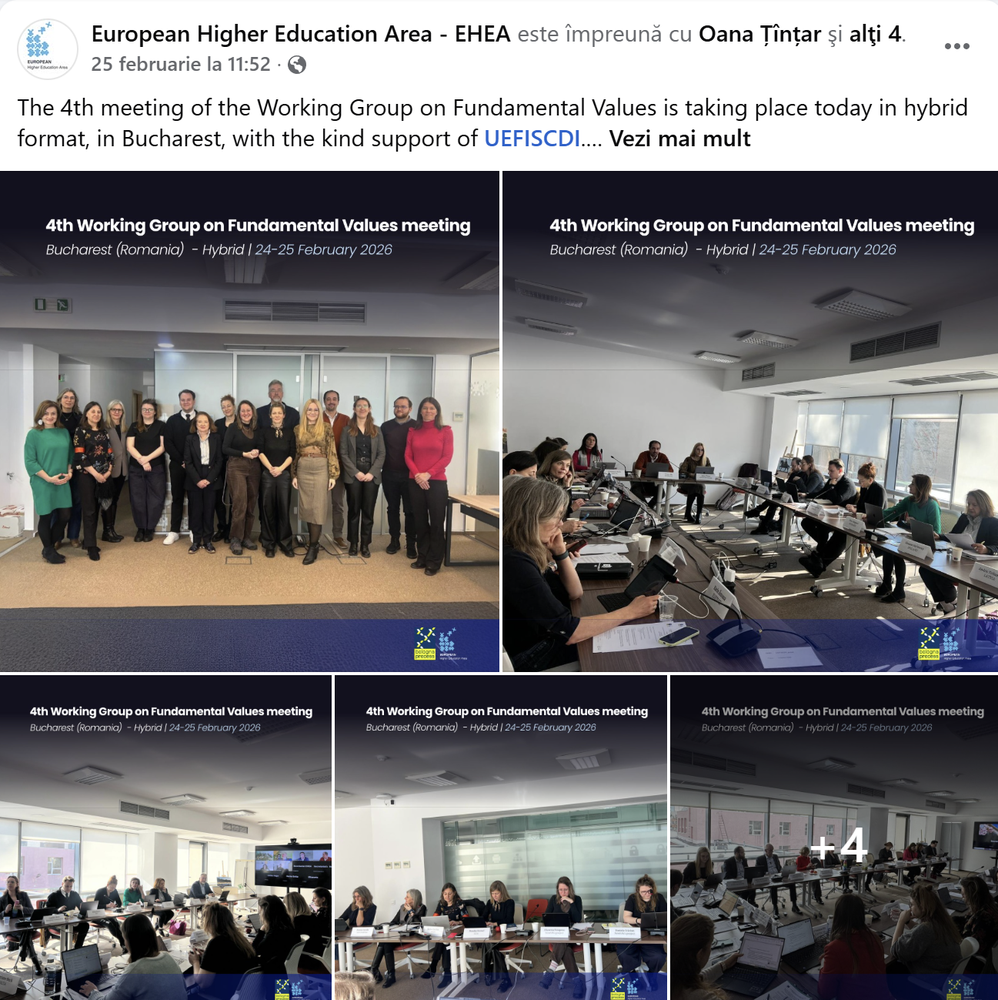 European Higher Education Area - EHEA este împreună cu Oana Țînțar și alţi 4.
25 februarie la 11:52 ·
EUROPEAN
Higher Education Area
The 4th meeting of the Working Group on Fundamental Values is taking place today in hybrid
format, in Bucharest, with the kind support of UEFISCDI.... Vezi mai mult
4th Working Group on Fundamental Values meeting
Bucharest (Romania) - Hybrid | 24-25 February 2026
bologna
process
EUROPEAN
Higher Education Area
4th Working Group on Fundamental Values meeting
Bucharest (Romania) - Hybrid | 24-25 February 2026
bologna
process
EUROPEAN
Higher Education Area
4th Working Group on Fundamental Values meeting
Bucharest (Romania) - Hybrid | 24-25 February 2026
4th Working Group on Fundamental Values meeting
Bucharest (Romania) - Hybrid | 24-25 February 2026
4th Working Group on Fundamental Values meeting
Bucharest (Romania) - Hybrid | 24-25 February 2026
+4